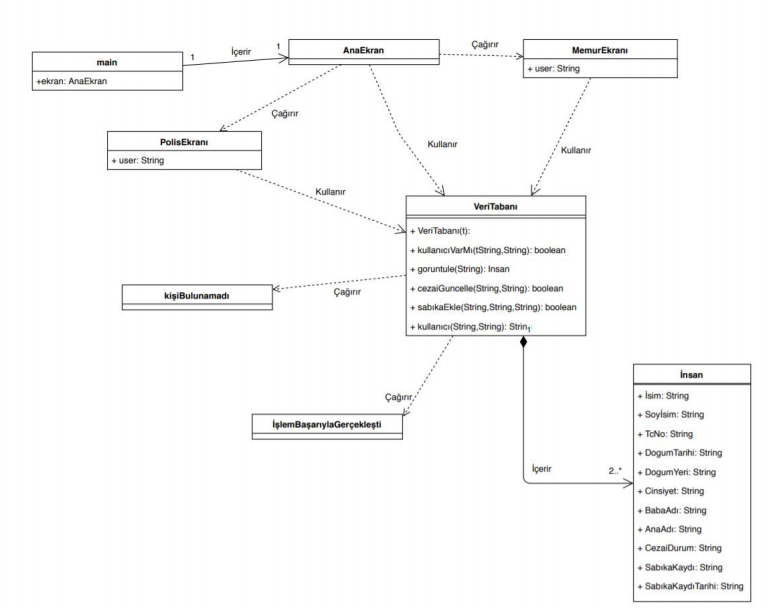 main
+ekran: AnaEkran
1
İçerir
1
AnaEkran
Çağırır
MemurEkranı
+ user: String
Çağırır
PolisEkranı
+ user: String
Kullanır
Kullanır
Kullanır
VeriTabanı
+ VeriTabanı(t):
+ kullanıcıVarMı(tString,String): boolean
+ goruntule(String): Insan
+ cezaiGuncelle(String,String): boolean
+ sabıkaEkle(String,String,String): boolean
+ kullanıcı(String,String): Strin
1
Çağırır
kişiBulunamadı
Çağırır
İşlemBaşarıylaGerçekleşti
İçerir
2..*
İnsan
+ İsim: String
+ Soyİsim: String
+ TcNo: String
+ DogumTarihi: String
+ DogumYeri: String
+ Cinsiyet: String
+ BabaAdı: String
+ AnaAdı: String
+ CezaiDurum: String
+ SabıkaKaydı: String
+ SabıkaKaydıTarihi: String